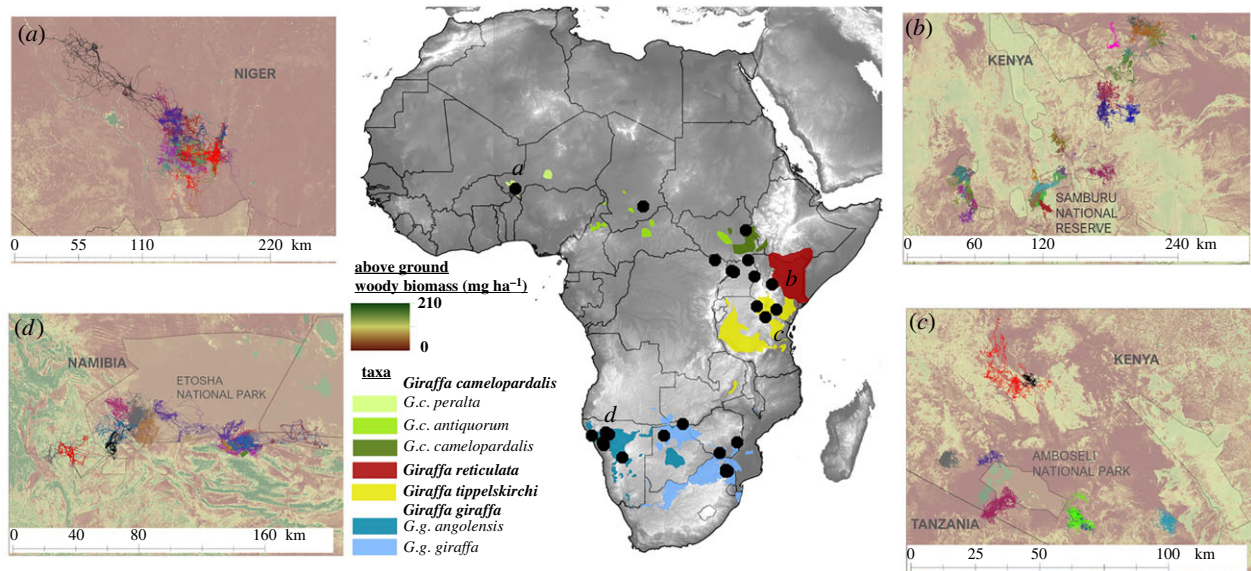 (a)
NIGER
0 55 110 220 km
(b)
KENYA
SAMBURU
NATIONAL
RESERVE
0 60 120 240 km
a
b
c
d
above ground
woody biomass (mg ha⁻¹)
210
0
taxa
Giraffa camelopardalis
G.c. peralta
G.c. antiquorum
G.c. camelopardalis
Giraffa reticulata
Giraffa tippelskirchi
Giraffa giraffa
G.g. angolensis
G.g. giraffa
(d)
NAMIBIA
ETOSHA
NATIONAL PARK
0 40 80 160 km
(c)
KENYA
AMBOSELI
NATIONAL PARK
TANZANIA
0 25 50 100 km